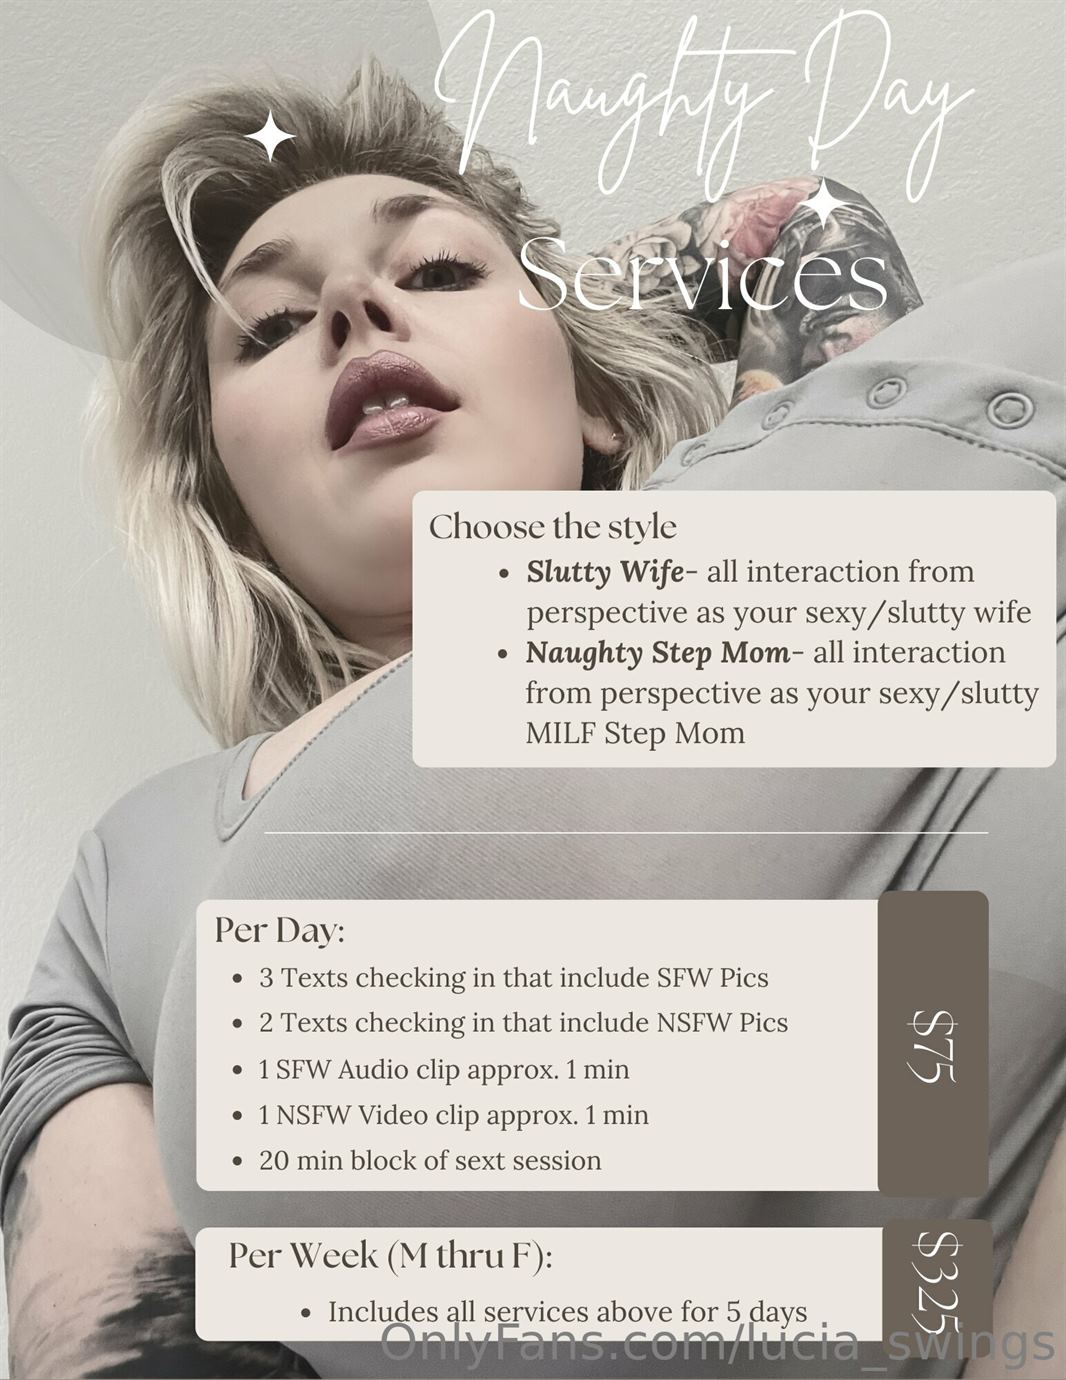 Naughty Day
Services
Choose the style
• Slutty Wife- all interaction from
perspective as your sexy/slutty wife
• Naughty Step Mom- all interaction
from perspective as your sexy/slutty
MILF Step Mom
Per Day:
• 3 Texts checking in that include SFW Pics
• 2 Texts checking in that include NSFW Pics
• 1 SFW Audio clip approx. 1 min
• 1 NSFW Video clip approx. 1 min
• 20 min block of sext session
$75
Per Week (M thru F):
• Includes all services above for 5 days
$325
OnlyFans.com/lucia_swings